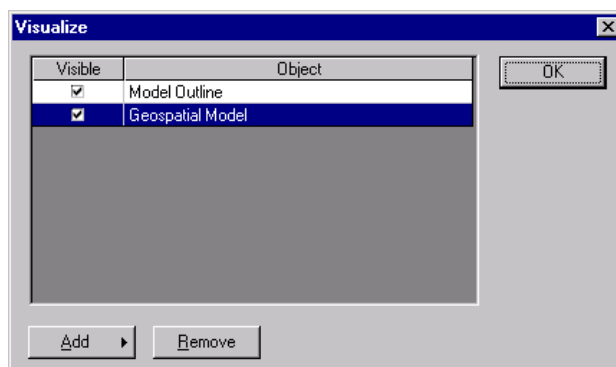 Visualize
Visible Object
OK
Model Outline
Geospatial Model
Add
Remove